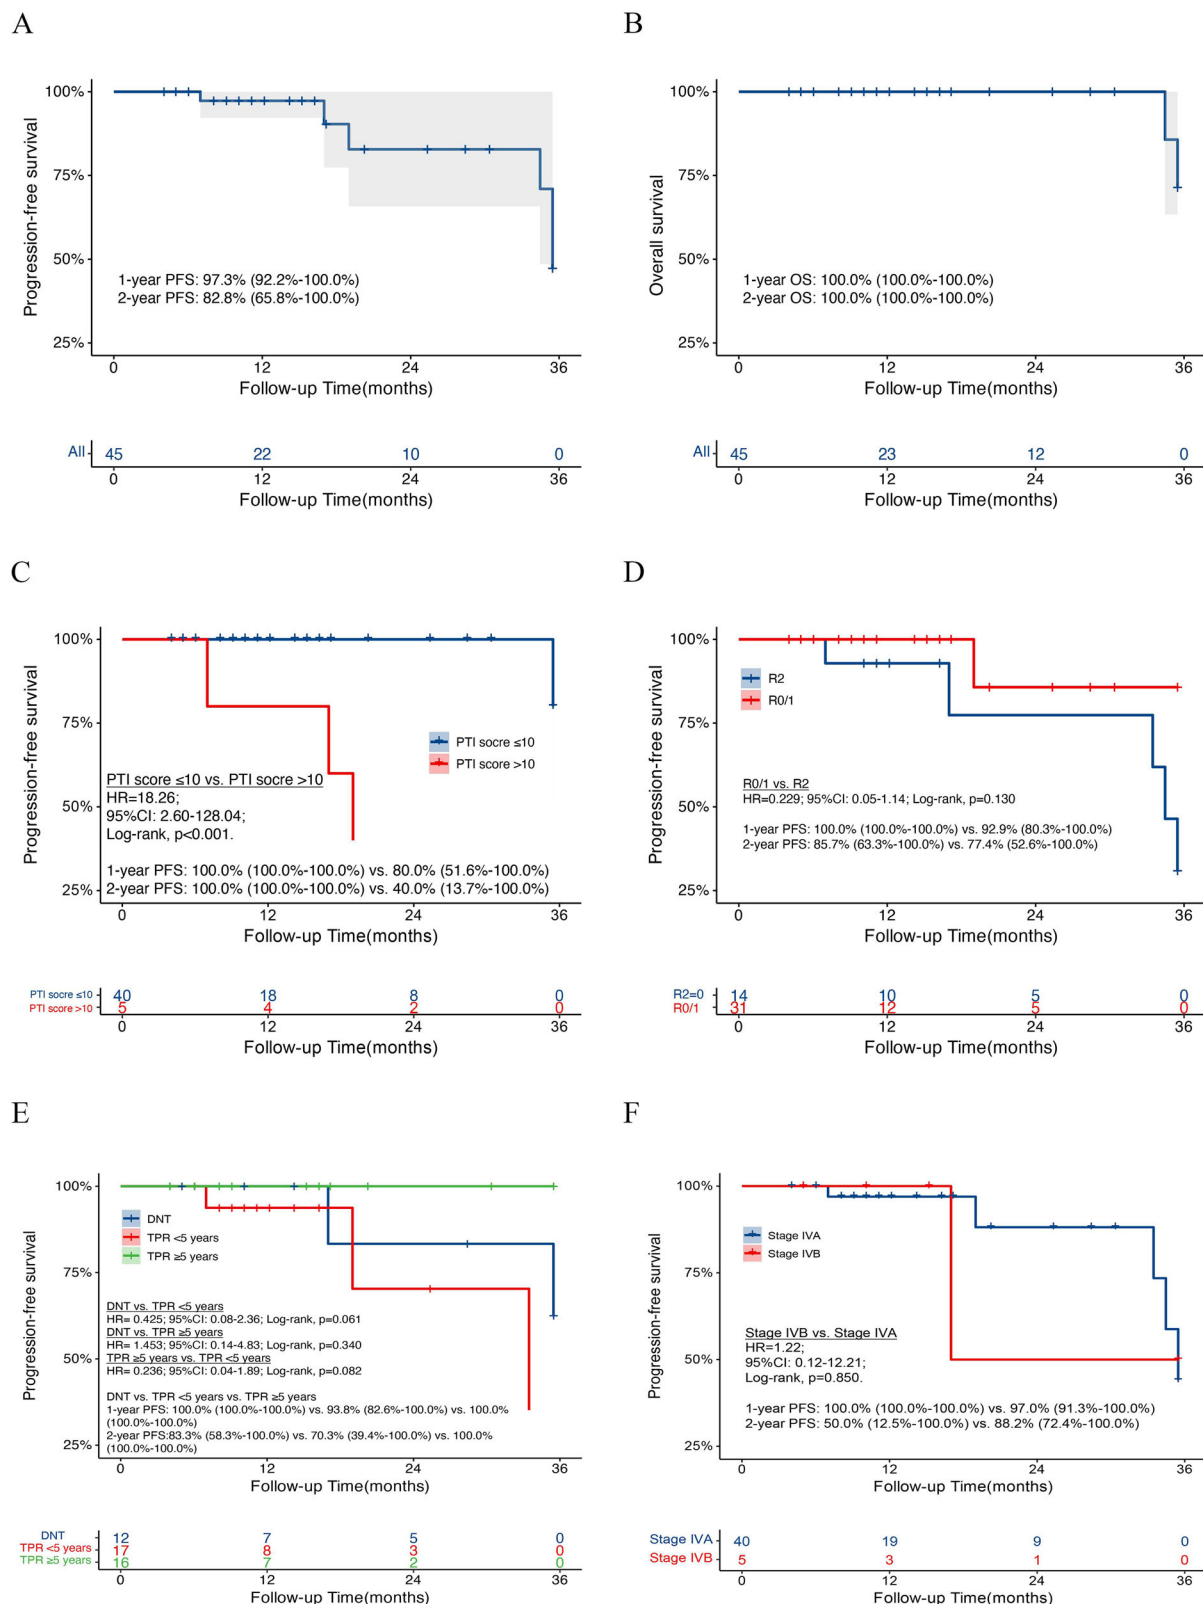 A
Progression-free survival
100%
75%
50%
25%
1-year PFS: 97.3% (92.2%-100.0%)
2-year PFS: 82.8% (65.8%-100.0%)
0 12 24 36
Follow-up Time(months)
All 45 22 10 0
0 12 24 36
Follow-up Time(months)
B
Overall survival
100%
75%
50%
25%
1-year OS: 100.0% (100.0%-100.0%)
2-year OS: 100.0% (100.0%-100.0%)
0 12 24 36
Follow-up Time(months)
All 45 23 12 0
0 12 24 36
Follow-up Time(months)
C
Progression-free survival
100%
75%
50%
25%
PTI socre ≤10
PTI score >10
PTI score ≤10 vs. PTI socre >10
HR=18.26;
95%CI: 2.60-128.04;
Log-rank, p<0.001.
1-year PFS: 100.0% (100.0%-100.0%) vs. 80.0% (51.6%-100.0%)
2-year PFS: 100.0% (100.0%-100.0%) vs. 40.0% (13.7%-100.0%)
0 12 24 36
Follow-up Time(months)
PTI socre ≤10 40 18 8 0
PTI score >10 5 4 2 0
0 12 24 36
Follow-up Time(months)
D
Progression-free survival
100%
75%
50%
25%
R2
R0/1
R0/1 vs. R2
HR=0.229; 95%CI: 0.05-1.14; Log-rank, p=0.130
1-year PFS: 100.0% (100.0%-100.0%) vs. 92.9% (80.3%-100.0%)
2-year PFS: 85.7% (63.3%-100.0%) vs. 77.4% (52.6%-100.0%)
0 12 24 36
Follow-up Time(months)
R2=0 14 10 5 0
R0/1 31 12 5 0
0 12 24 36
Follow-up Time(months)
E
Progression-free survival
100%
75%
50%
25%
DNT
TPR <5 years
TPR ≥5 years
DNT vs. TPR <5 years
HR= 0.425; 95%CI: 0.08-2.36; Log-rank, p=0.061
DNT vs. TPR ≥5 years
HR= 1.453; 95%CI: 0.14-4.83; Log-rank, p=0.340
TPR ≥5 years vs. TPR <5 years
HR= 0.236; 95%CI: 0.04-1.89; Log-rank, p=0.082
DNT vs. TPR <5 years vs. TPR ≥5 years
1-year PFS: 100.0% (100.0%-100.0%) vs. 93.8% (82.6%-100.0%) vs. 100.0%
(100.0%-100.0%)
2-year PFS:83.3% (58.3%-100.0%) vs. 70.3% (39.4%-100.0%) vs. 100.0%
(100.0%-100.0%)
0 12 24 36
Follow-up Time(months)
DNT 12 7 5 0
TPR <5 years 17 8 3 0
TPR ≥5 years 16 7 2 0
0 12 24 36
Follow-up Time(months)
F
Progression-free survival
100%
75%
50%
25%
Stage IVA
Stage IVB
Stage IVB vs. Stage IVA
HR=1.22;
95%CI: 0.12-12.21;
Log-rank, p=0.850.
1-year PFS: 100.0% (100.0%-100.0%) vs. 97.0% (91.3%-100.0%)
2-year PFS: 50.0% (12.5%-100.0%) vs. 88.2% (72.4%-100.0%)
0 12 24 36
Follow-up Time(months)
Stage IVA 40 19 9 0
Stage IVB 5 3 1 0
0 12 24 36
Follow-up Time(months)